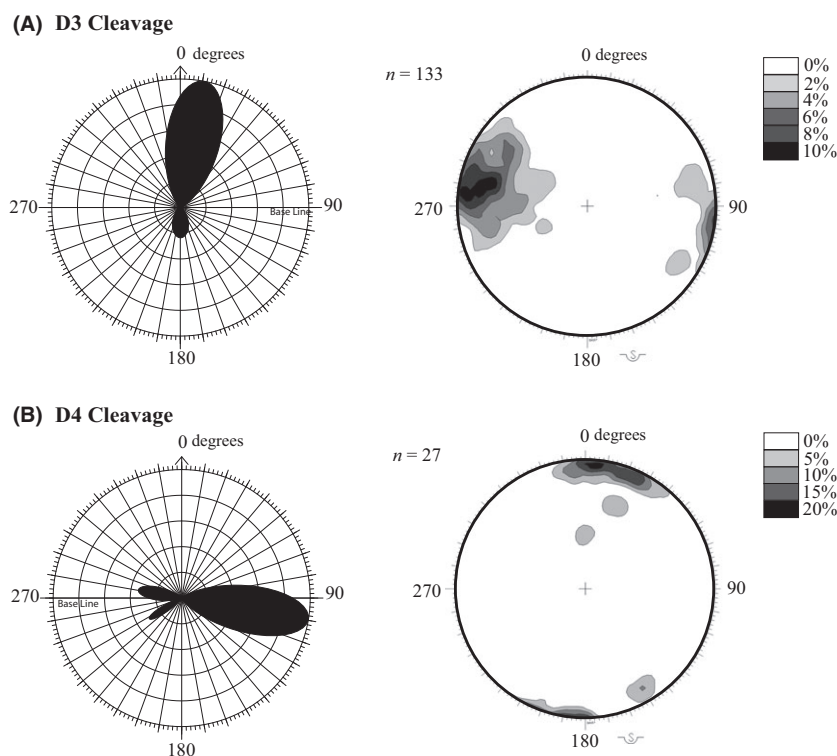 (A) D3 Cleavage
0 degrees
270
Base Line
90
180
n = 133
0 degrees
270
90
180
S
0%
2%
4%
6%
8%
10%
(B) D4 Cleavage
0 degrees
270
Base Line
90
180
n = 27
0 degrees
270
90
180
S
0%
5%
10%
15%
20%